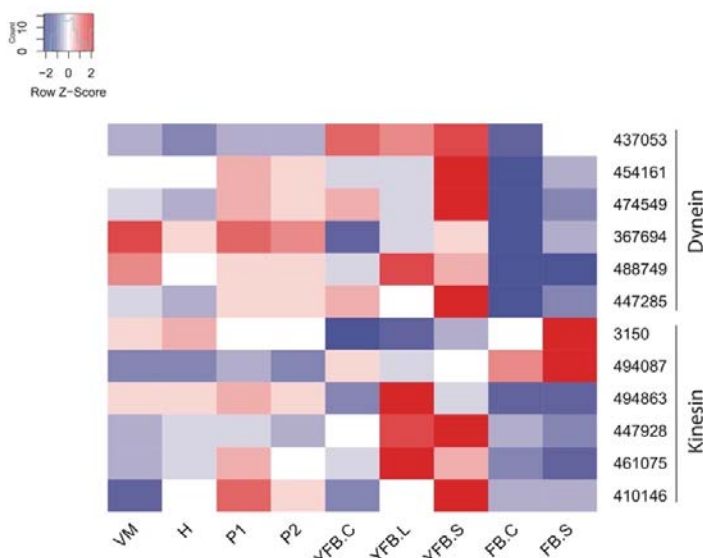 Count
0 10
−2 0 2
Row Z-Score
437053
454161
474549
367694
488749
447285
3150
494087
494863
447928
461075
410146
Dynein
Kinesin
VM
H
P1
P2
YFB.C
YFB.L
YFB.S
FB.C
FB.S